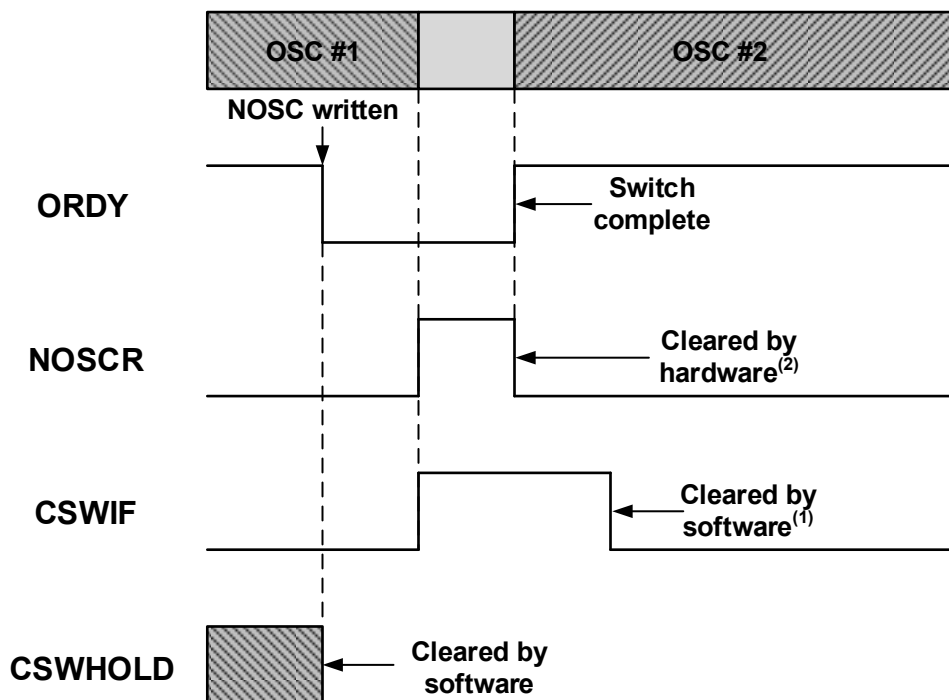 OSC #1
OSC #2
NOSC written
ORDY
Switch
complete
NOSCR
Cleared by
hardware(2)
CSWIF
Cleared by
software(1)
CSWHOLD
Cleared by
software